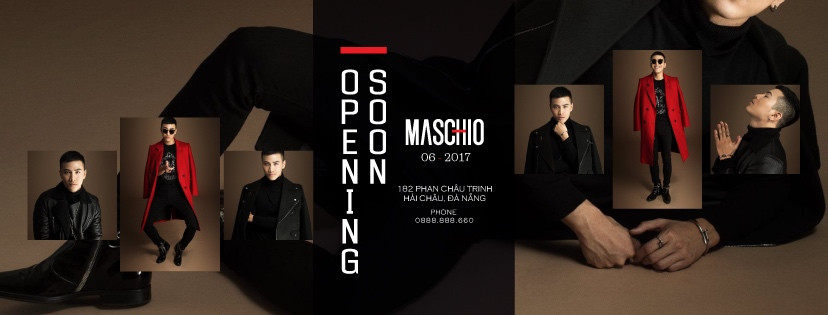 OPENING
SOON
MASCHIO
06 - 2017
182 PHAN CHÂU TRINH
HẢI CHÂU, ĐÀ NẴNG
PHONE
0888.888.660